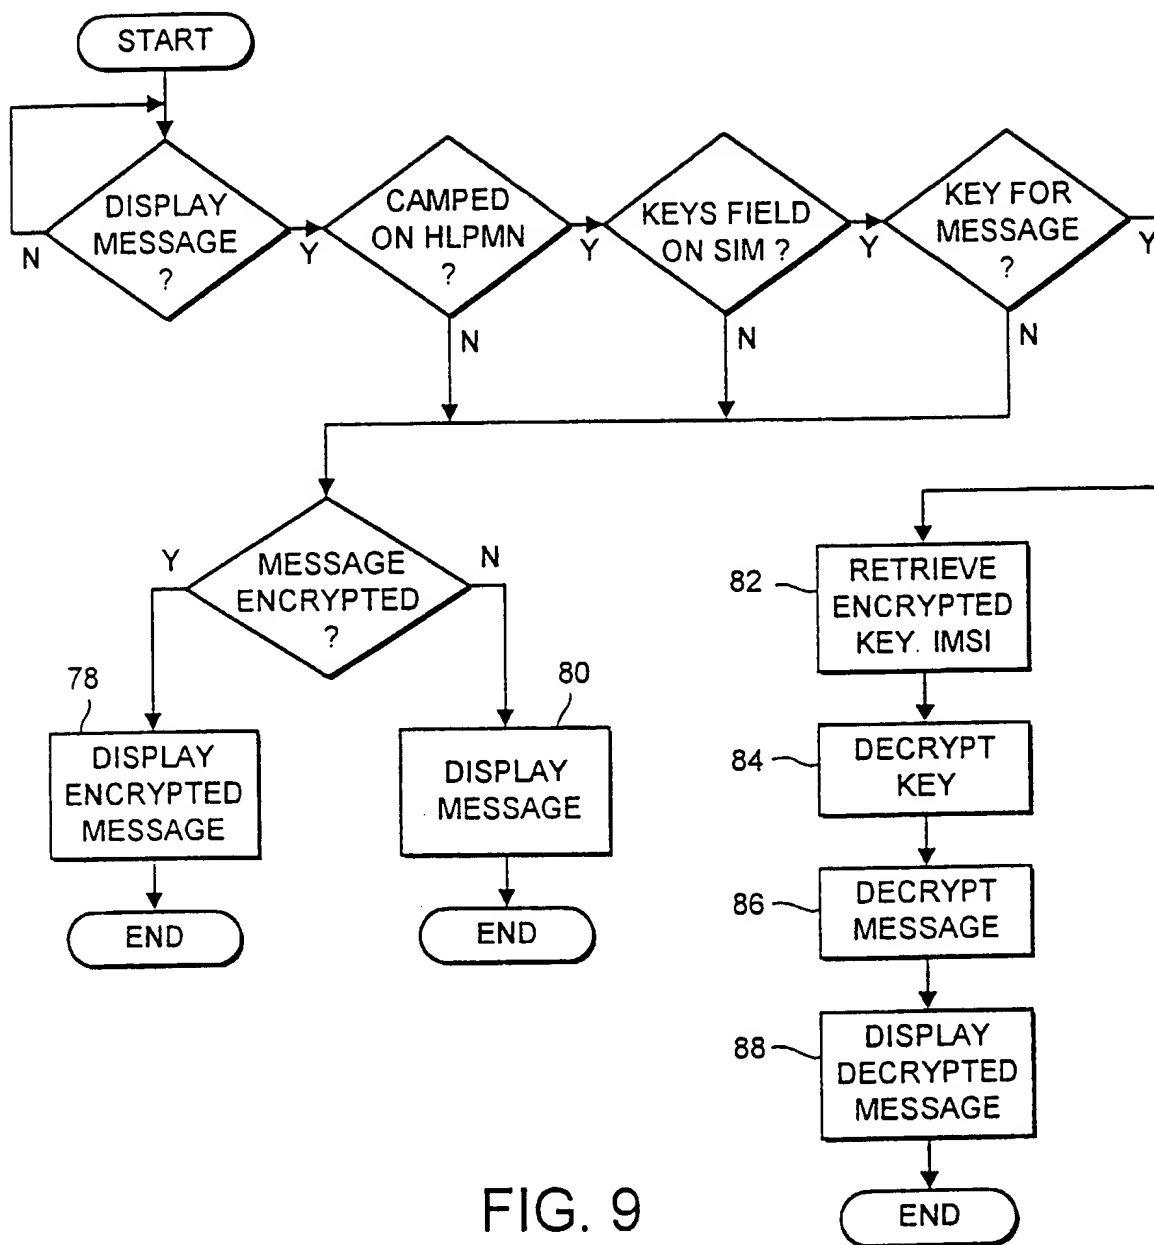 START
DISPLAY
MESSAGE
?
N
Y
CAMPED
ON HLPMN
?
Y
N
KEYS FIELD
ON SIM ?
Y
N
KEY FOR
MESSAGE
?
Y
N
MESSAGE
ENCRYPTED
?
Y
N
78
DISPLAY
ENCRYPTED
MESSAGE
END
80
DISPLAY
MESSAGE
END
82
RETRIEVE
ENCRYPTED
KEY. IMSI
84
DECRYPT
KEY
86
DECRYPT
MESSAGE
88
DISPLAY
DECRYPTED
MESSAGE
END
FIG. 9